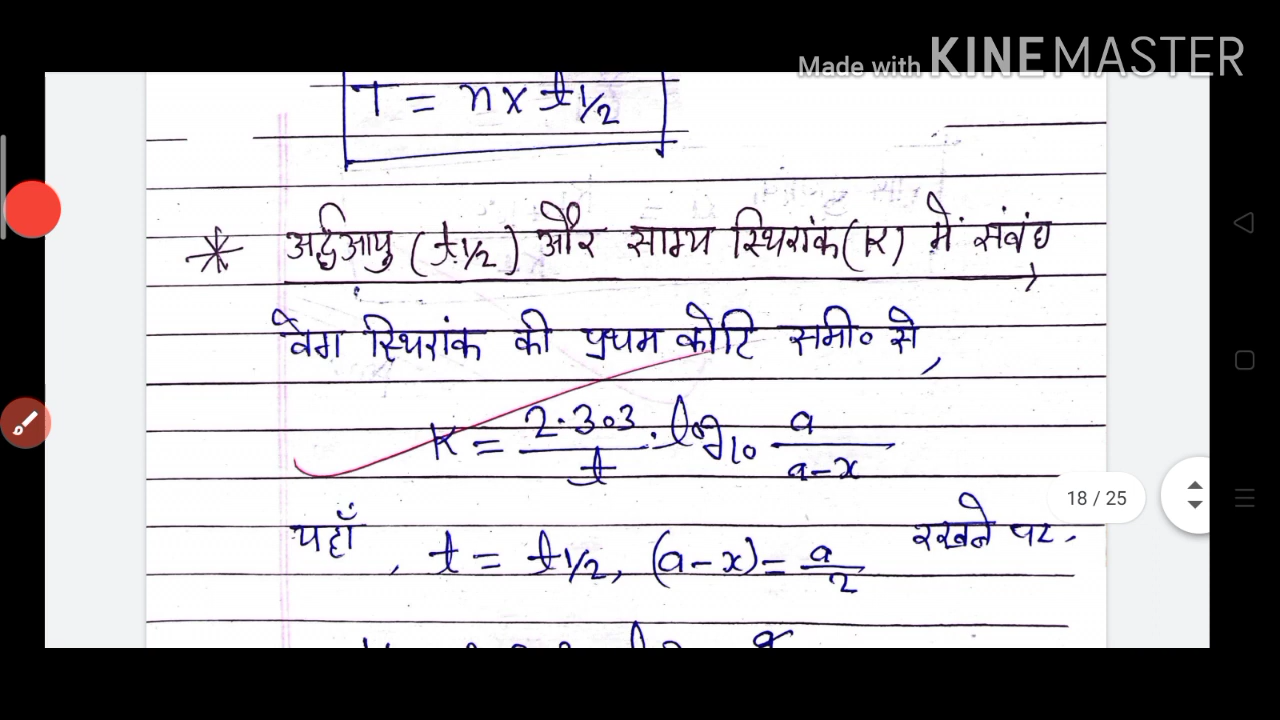 Made with KINEMASTER
T = n x t1/2
* अर्द्धआयु (t1/2) और साम्य स्थिरांक (K) में संबंध
वेग स्थिरांक की प्रथम कोटि समी० से,
K = 2.303/t . log10 a/a-x
यहाँ, t = t1/2, (a-x) = a/2 रखने पर,
18 / 25